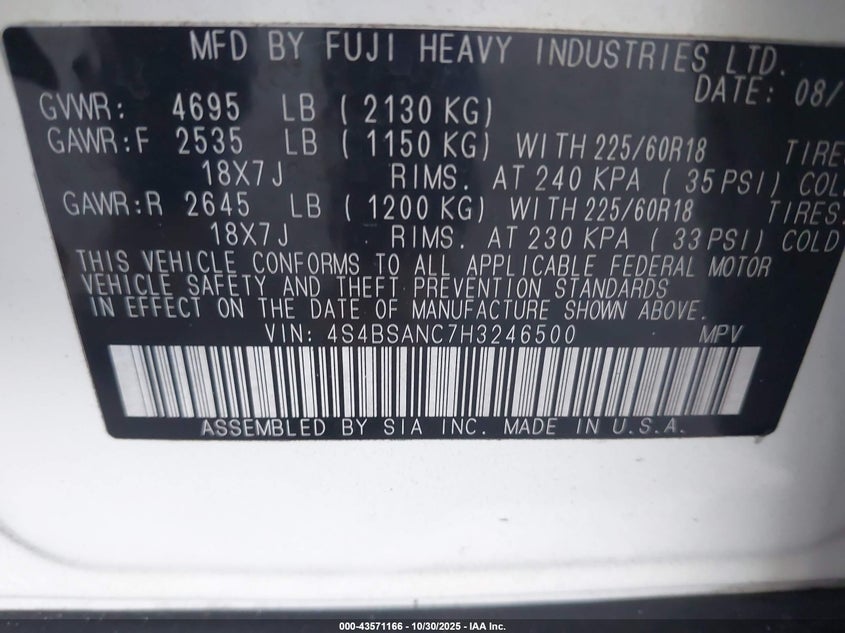 MFD BY FUJI HEAVY INDUSTRIES LTD.
DATE: 08/
GVWR: 4695 LB ( 2130 KG)
GAWR:F 2535 LB ( 1150 KG) WITH 225/60R18 TIRE
18X7J RIMS. AT 240 KPA ( 35PSI) COL
GAWR:R 2645 LB ( 1200 KG) WITH 225/60R18 TIRES.
18X7J RIMS. AT 230 KPA ( 33PSI) COLD
THIS VEHICLE CONFORMS TO ALL APPLICABLE FEDERAL MOTOR
VEHICLE SAFETY AND THEFT PREVENTION STANDARDS
IN EFFECT ON THE DATE OF MANUFACTURE SHOWN ABOVE.
VIN: 4S4BSANC7H3246500 MPV
ASSEMBLED BY SIA INC. MADE IN U.S.A.
000-43571166 - 10/30/2025 - IAA Inc.